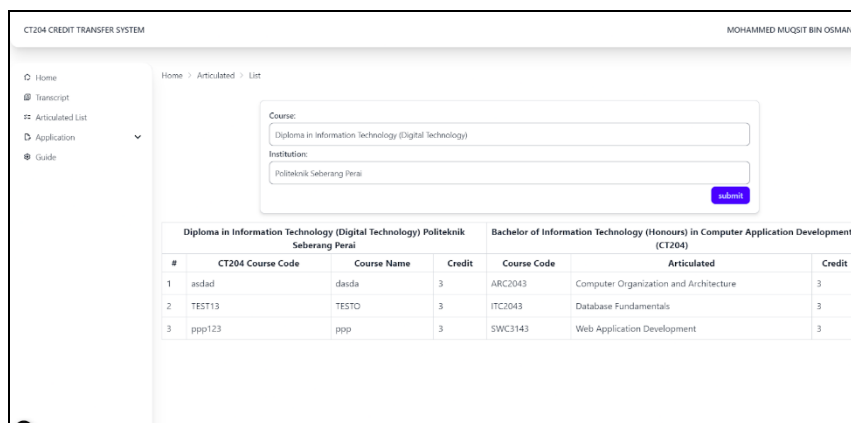 CT204 CREDIT TRANSFER SYSTEM
MOHAMMED MUQSIT BIN OSMAN
Home
Transcript
Articulated List
Application
Guide
Home > Articulated > List
Course:
Diploma in Information Technology (Digital Technology)
Institution:
Politeknik Seberang Perai
submit
Diploma in Information Technology (Digital Technology) Politeknik
Seberang Perai
Bachelor of Information Technology (Honours) in Computer Application Development
(CT204)
# CT204 Course Code Course Name Credit Course Code Articulated Credit
1 asdad dasda 3 ARC2043 Computer Organization and Architecture 3
2 TEST13 TESTO 3 ITC2043 Database Fundamentals 3
3 ppp123 ppp 3 SWC3143 Web Application Development 3